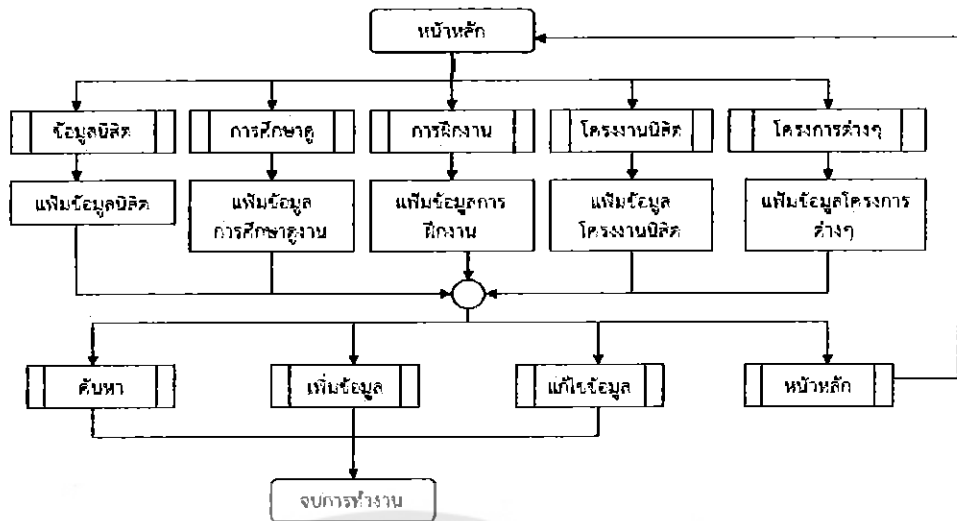 หน้าหลัก
ข้อมูลนิสิต
การศึกษาดู
การฝึกงาน
โครงงานนิสิต
โครงการต่างๆ
แฟ้มข้อมูลนิสิต
แฟ้มข้อมูล
การศึกษาดูงาน
แฟ้มข้อมูลการ
ฝึกงาน
แฟ้มข้อมูล
โครงงานนิสิต
แฟ้มข้อมูลโครงการ
ต่างๆ
ค้นหา
เพิ่มข้อมูล
แก้ไขข้อมูล
หน้าหลัก
จบการทำงาน